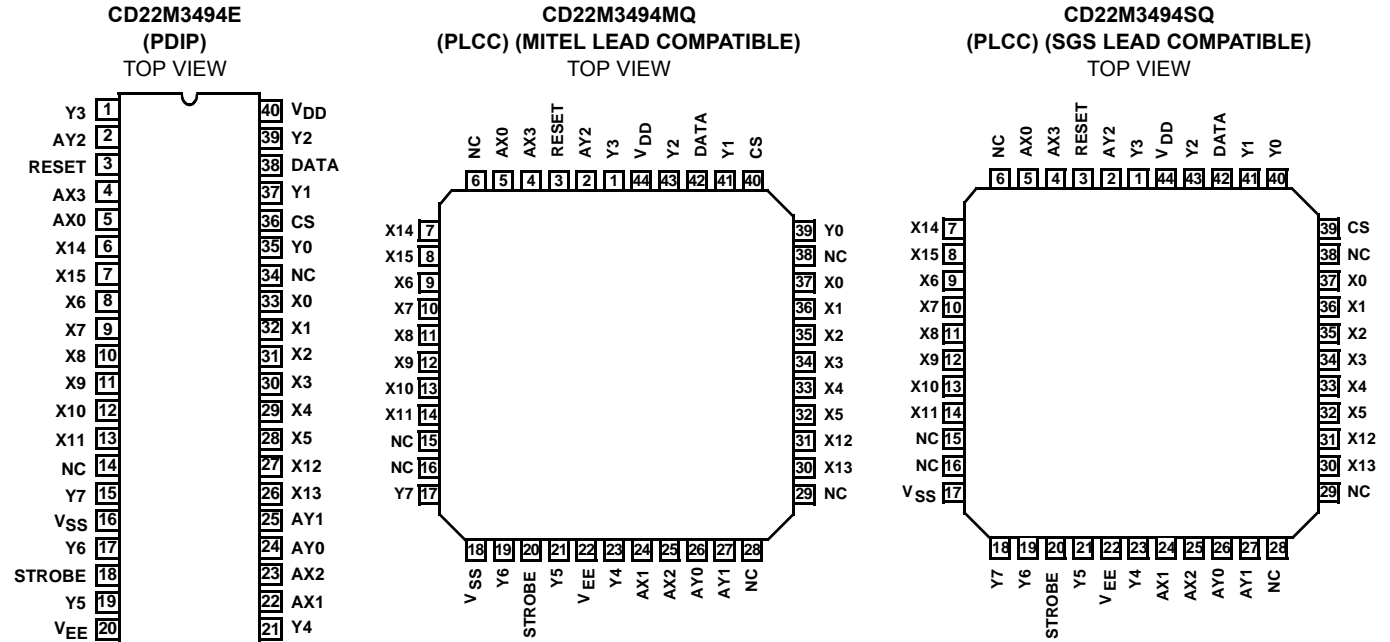 CD22M3494E
(PDIP)
TOP VIEW
Y3 1
AY2 2
RESET 3
AX3 4
AX0 5
X14 6
X15 7
X6 8
X7 9
X8 10
X9 11
X10 12
X11 13
NC 14
Y7 15
VSS 16
Y6 17
STROBE 18
Y5 19
VEE 20
40 VDD
39 Y2
38 DATA
37 Y1
36 CS
35 Y0
34 NC
33 X0
32 X1
31 X2
30 X3
29 X4
28 X5
27 X12
26 X13
25 AY1
24 AY0
23 AX2
22 AX1
21 Y4
CD22M3494MQ
(PLCC) (MITEL LEAD COMPATIBLE)
TOP VIEW
NC AX0 AX3 RESET AY2 Y3 VDD Y2 DATA Y1 CS
6 5 4 3 2 1 44 43 42 41 40
X14 7
X15 8
X6 9
X7 10
X8 11
X9 12
X10 13
X11 14
NC 15
NC 16
Y7 17
39 Y0
38 NC
37 X0
36 X1
35 X2
34 X3
33 X4
32 X5
31 X12
30 X13
29 NC
18 19 20 21 22 23 24 25 26 27 28
VSS Y6 STROBE Y5 VEE Y4 AX1 AX2 AY0 AY1 NC
CD22M3494SQ
(PLCC) (SGS LEAD COMPATIBLE)
TOP VIEW
NC AX0 AX3 RESET AY2 Y3 VDD Y2 DATA Y1 Y0
6 5 4 3 2 1 44 43 42 41 40
X14 7
X15 8
X6 9
X7 10
X8 11
X9 12
X10 13
X11 14
NC 15
NC 16
VSS 17
39 CS
38 NC
37 X0
36 X1
35 X2
34 X3
33 X4
32 X5
31 X12
30 X13
29 NC
18 19 20 21 22 23 24 25 26 27 28
Y7 Y6 STROBE Y5 VEE Y4 AX1 AX2 AY0 AY1 NC